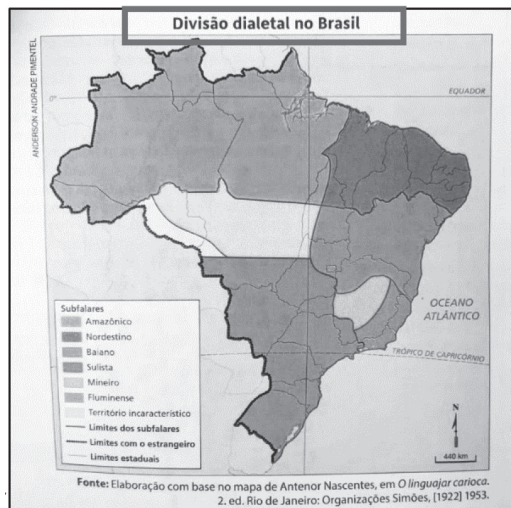 Divisão dialetal no Brasil
ANDERSON ANDRADE PIMENTEL
EQUADOR
0°
OCEANO
ATLÂNTICO
TRÓPICO DE CAPRICÓRNIO
Subfalares
Amazônico
Nordestino
Baiano
Sulista
Mineiro
Fluminense
Território incaracterístico
Limites dos subfalares
Limites com o estrangeiro
Limites estaduais
N
440 km
Fonte: Elaboração com base no mapa de Antenor Nascentes, em O linguajar carioca.
2. ed. Rio de Janeiro: Organizações Simões, [1922] 1953.